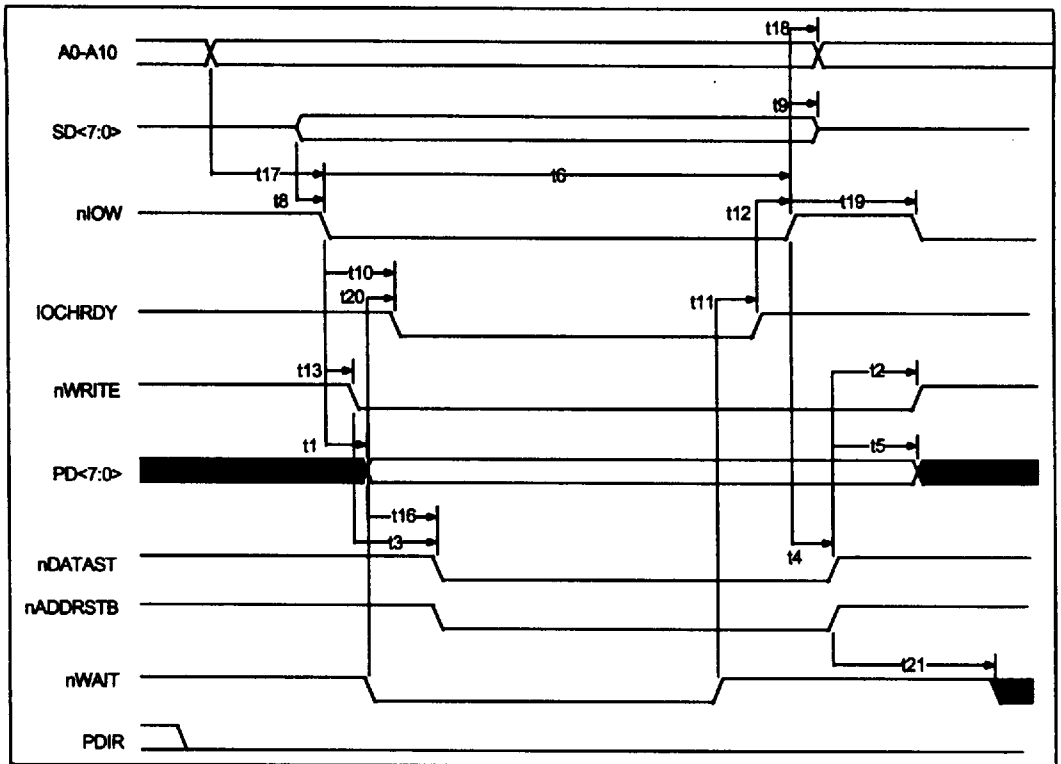 t18
A0-A10
t9
SD<7:0>
t17
t6
t8
t12
t19
nIOW
t10
t20
t11
IOCHRDY
t13
t2
nWRITE
t1
t5
PD<7:0>
t16
t3
t4
nDATAST
nADDRSTB
t21
nWAIT
PDIR